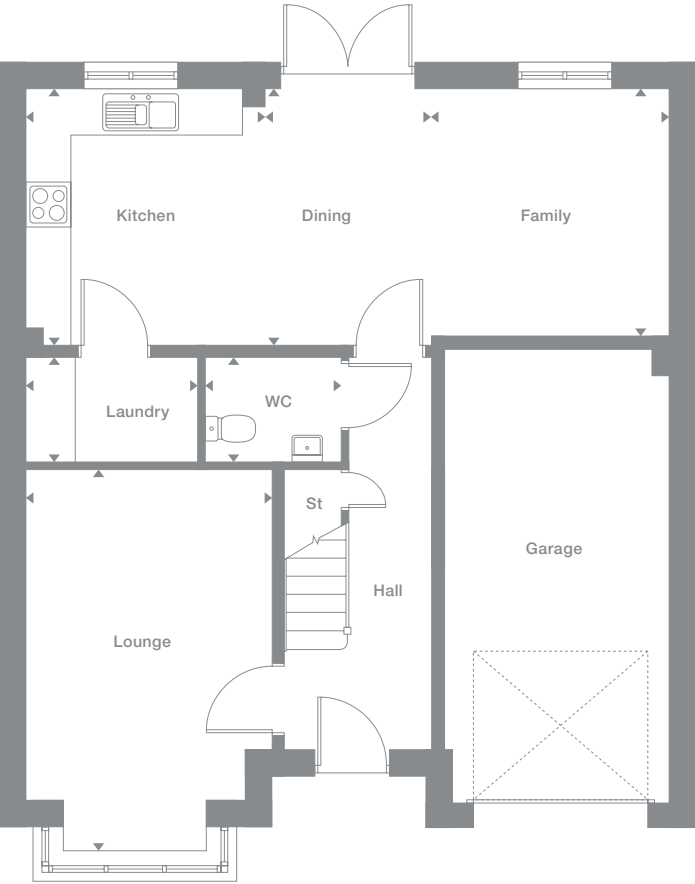 Kitchen
Dining
Family
Laundry
WC
St
Garage
Hall
Lounge